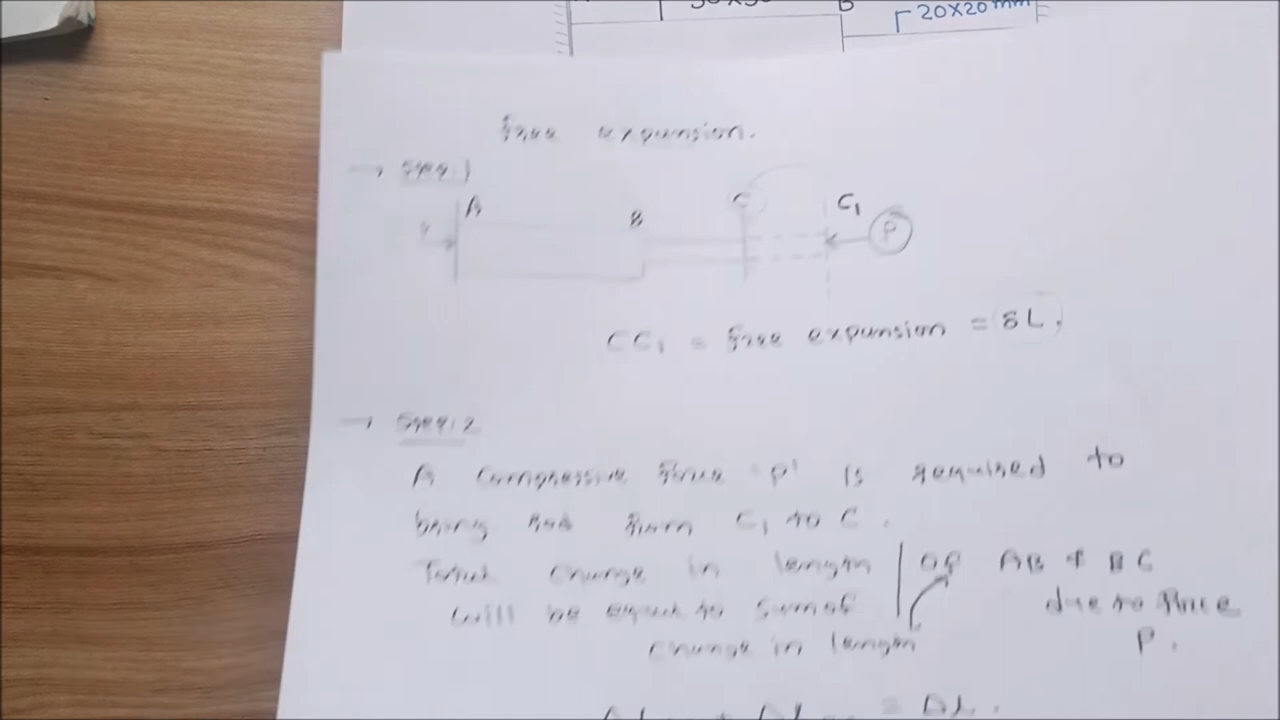 B
20X20mm
free expansion.
→ Step:1
A
B
C
C₁
P
P
CC₁ = free expansion = δL.
→ Step:2
A compressive force 'P' is required to
bring rod from C₁ to C.
Total change in length of AB & BC
will be equal to sum of due to force
change in length P.
= ΔL.